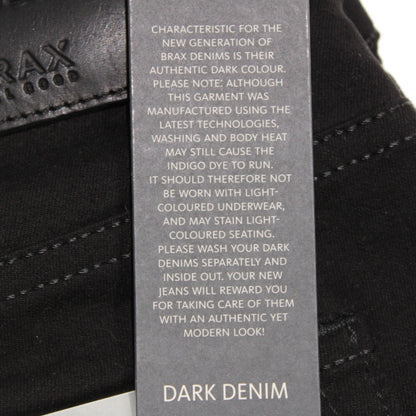 BRAX
GOOD
CHARACTERISTIC FOR THE
NEW GENERATION OF
BRAX DENIMS IS THEIR
AUTHENTIC DARK COLOUR.
PLEASE NOTE: ALTHOUGH
THIS GARMENT WAS
MANUFACTURED USING THE
LATEST TECHNOLOGIES,
WASHING AND BODY HEAT
MAY STILL CAUSE THE
INDIGO DYE TO RUN.
IT SHOULD THEREFORE NOT
BE WORN WITH LIGHT-
COLOURED UNDERWEAR,
AND MAY STAIN LIGHT-
COLOURED SEATING.
PLEASE WASH YOUR DARK
DENIMS SEPARATELY AND
INSIDE OUT. YOUR NEW
JEANS WILL REWARD YOU
FOR TAKING CARE OF THEM
WITH AN AUTHENTIC YET
MODERN LOOK!
DARK DENIM